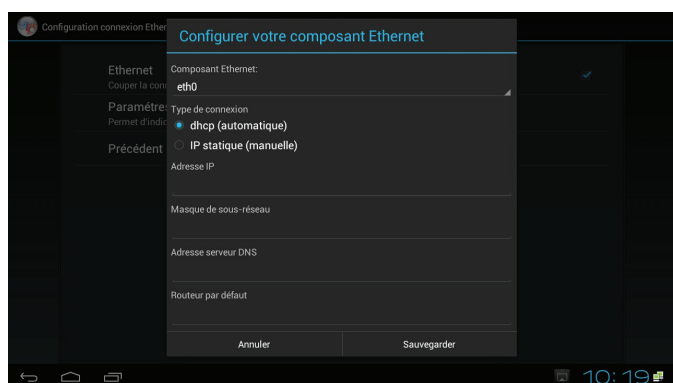 Configuration connexion Ether
Configurer votre composant Ethernet
Ethernet
Couper la con
Paramétres
Permet d'indic
Précédent
Composant Ethernet:
eth0
Type de connexion
dhcp (automatique)
IP statique (manuelle)
Adresse IP
Masque de sous-réseau
Adresse serveur DNS
Routeur par défaut
Annuler
Sauvegarder
10:19